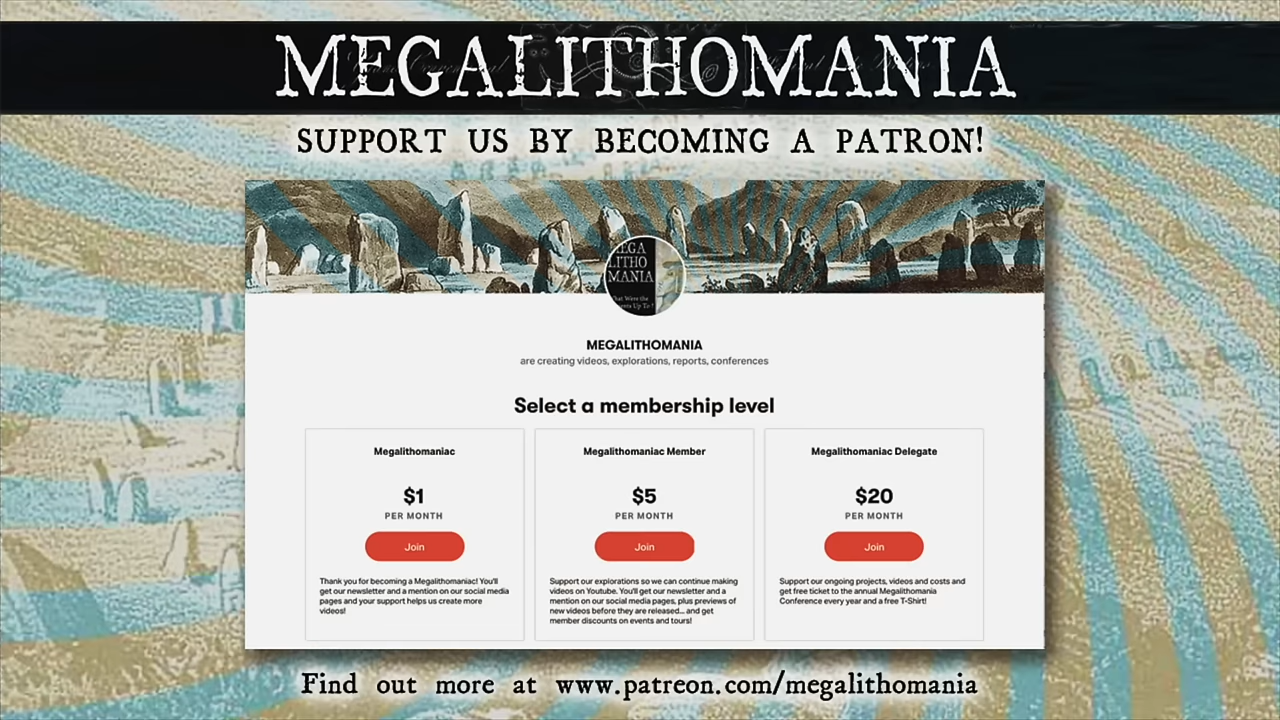 MEGALITHOMANIA
SUPPORT US BY BECOMING A PATRON!
MEGA
LITHO
MANIA
MEGALITHOMANIA
are creating videos, explorations, reports, conferences
Select a membership level
Megalithomaniac
$1
PER MONTH
Join
Thank you for becoming a Megalithomaniac! You'll
get our newsletter and a mention on our social media
pages and your support helps us create more
videos!
Megalithomaniac Member
$5
PER MONTH
Join
Support our explorations so we can continue making
videos on Youtube. You'll get our newsletter and a
mention on our social media pages, plus previews of
new videos before they are released... and get
member discounts on events and tours!
Megalithomaniac Delegate
$20
PER MONTH
Join
Support our ongoing projects, videos and costs and
get free ticket to the annual Megalithomania
Conference every year and a free T-Shirt!
Find out more at www.patreon.com/megalithomania